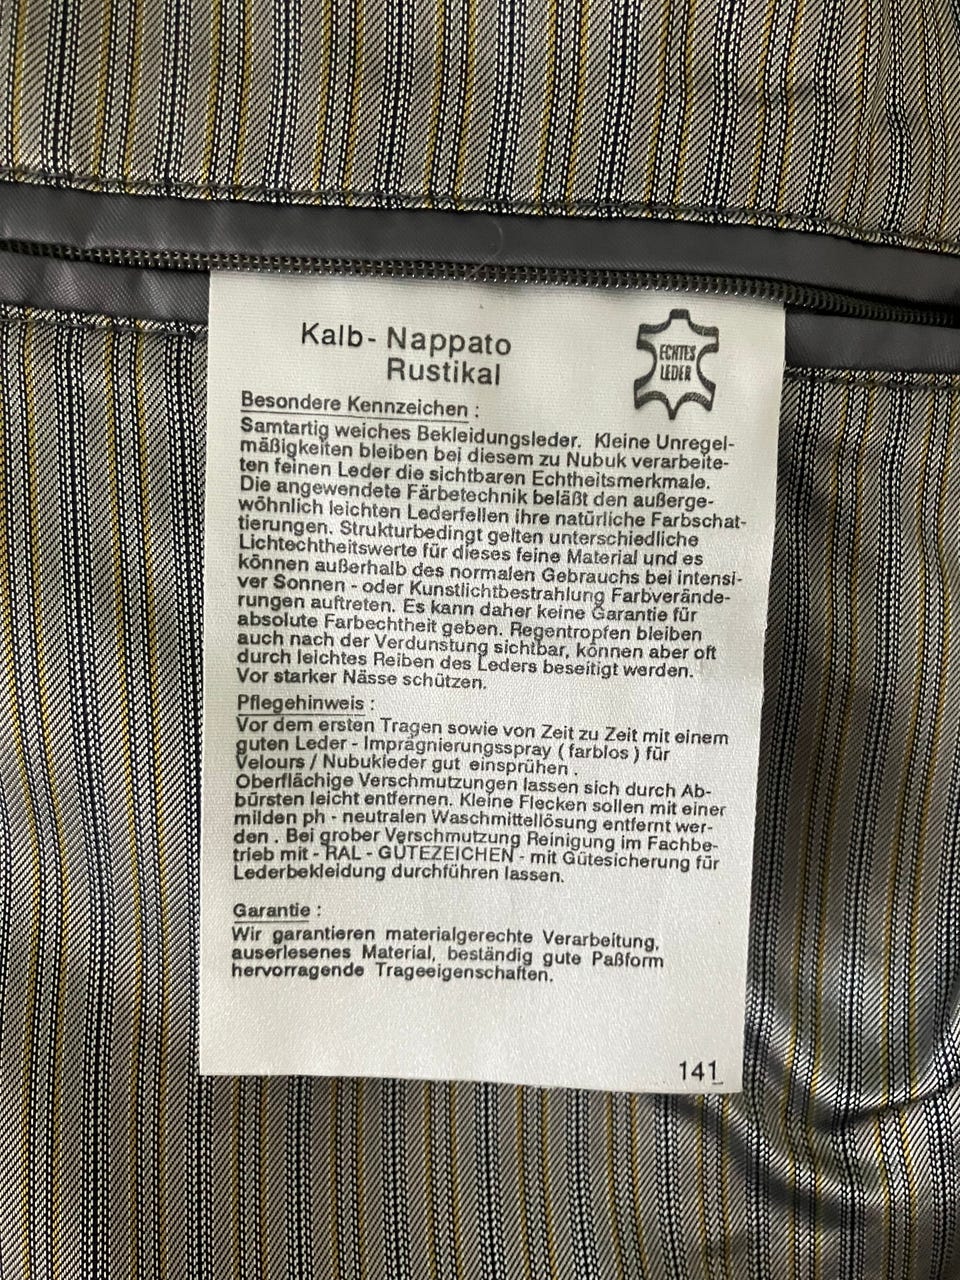 Kalb- Nappato
Rustikal
ECHTES
LEDER
Besondere Kennzeichen :
Samtartig weiches Bekleidungsleder. Kleine Unregel-
mäßigkeiten bleiben bei diesem zu Nubuk verarbeite-
ten feinen Leder die sichtbaren Echtheitsmerkmale.
Die angewendete Färbetechnik beläßt den außerge-
wöhnlich leichten Lederfellen ihre natürliche Farbschat-
tierungen. Strukturbedingt gelten unterschiedliche
Lichtechtheitswerte für dieses feine Material und es
können außerhalb des normalen Gebrauchs bei intensi-
ver Sonnen - oder Kunstlichtbestrahlung Farbverände-
rungen auftreten. Es kann daher keine Garantie für
absolute Farbechtheit geben. Regentropfen bleiben
auch nach der Verdunstung sichtbar, können aber oft
durch leichtes Reiben des Leders beseitigt werden.
Vor starker Nässe schützen.
Pflegehinweis :
Vor dem ersten Tragen sowie von Zeit zu Zeit mit einem
guten Leder - Imprägnierungsspray ( farblos ) für
Velours / Nubukleder gut einsprühen .
Oberflächige Verschmutzungen lassen sich durch Ab-
bürsten leicht entfernen. Kleine Flecken sollen mit einer
milden ph - neutralen Waschmittellösung entfernt wer-
den . Bei grober Verschmutzung Reinigung im Fachbe-
trieb mit - RAL - GÜTEZEICHEN - mit Gütesicherung für
Lederbekleidung durchführen lassen.
Garantie :
Wir garantieren materialgerechte Verarbeitung,
auserlesenes Material, beständig gute Paßform
hervorragende Trageeigenschaften.
141